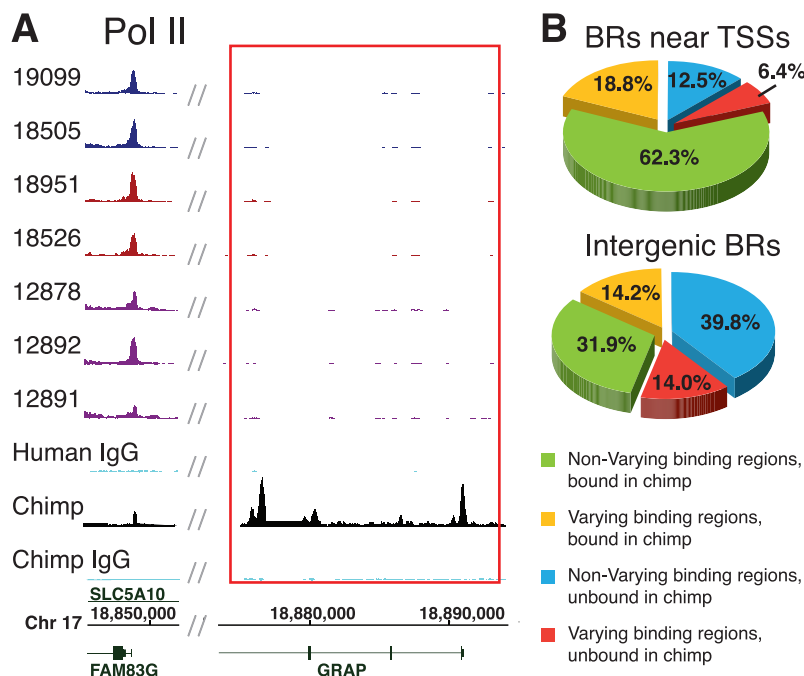 A
Pol II
19099
18505
18951
18526
12878
12892
12891
Human IgG
Chimp
Chimp IgG
SLC5A10
18,850,000
18,880,000
18,890,000
Chr 17
FAM83G
GRAP
B
BRs near TSSs
18.8%
12.5%
6.4%
62.3%
Intergenic BRs
14.2%
39.8%
31.9%
14.0%
Non-Varying binding regions,
bound in chimp
Varying binding regions,
bound in chimp
Non-Varying binding regions,
unbound in chimp
Varying binding regions,
unbound in chimp